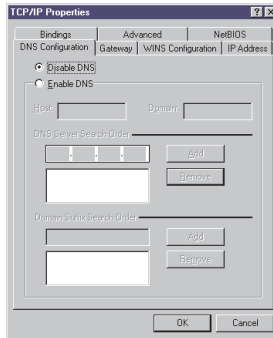 TCP/IP Properties
Bindings Advanced NetBIOS
DNS Configuration Gateway WINS Configuration IP Address
Disable DNS
Enable DNS
Host: Domain:
DNS Server Search Order
Add
Remove
Domain Suffix Search Order
Add
Remove
OK Cancel